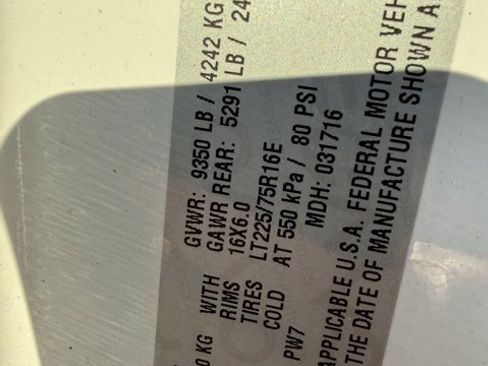 GVWR: 9350 LB / 4242 KG
0 KG WITH GAWR REAR: 5291 LB / 24
RIMS 16X6.0
TIRES LT225/75R16E
COLD AT 550 kPa / 80 PSI
PW7 MDH: 031716
APPLICABLE U.S.A. FEDERAL MOTOR VEH
THE DATE OF MANUFACTURE SHOWN A